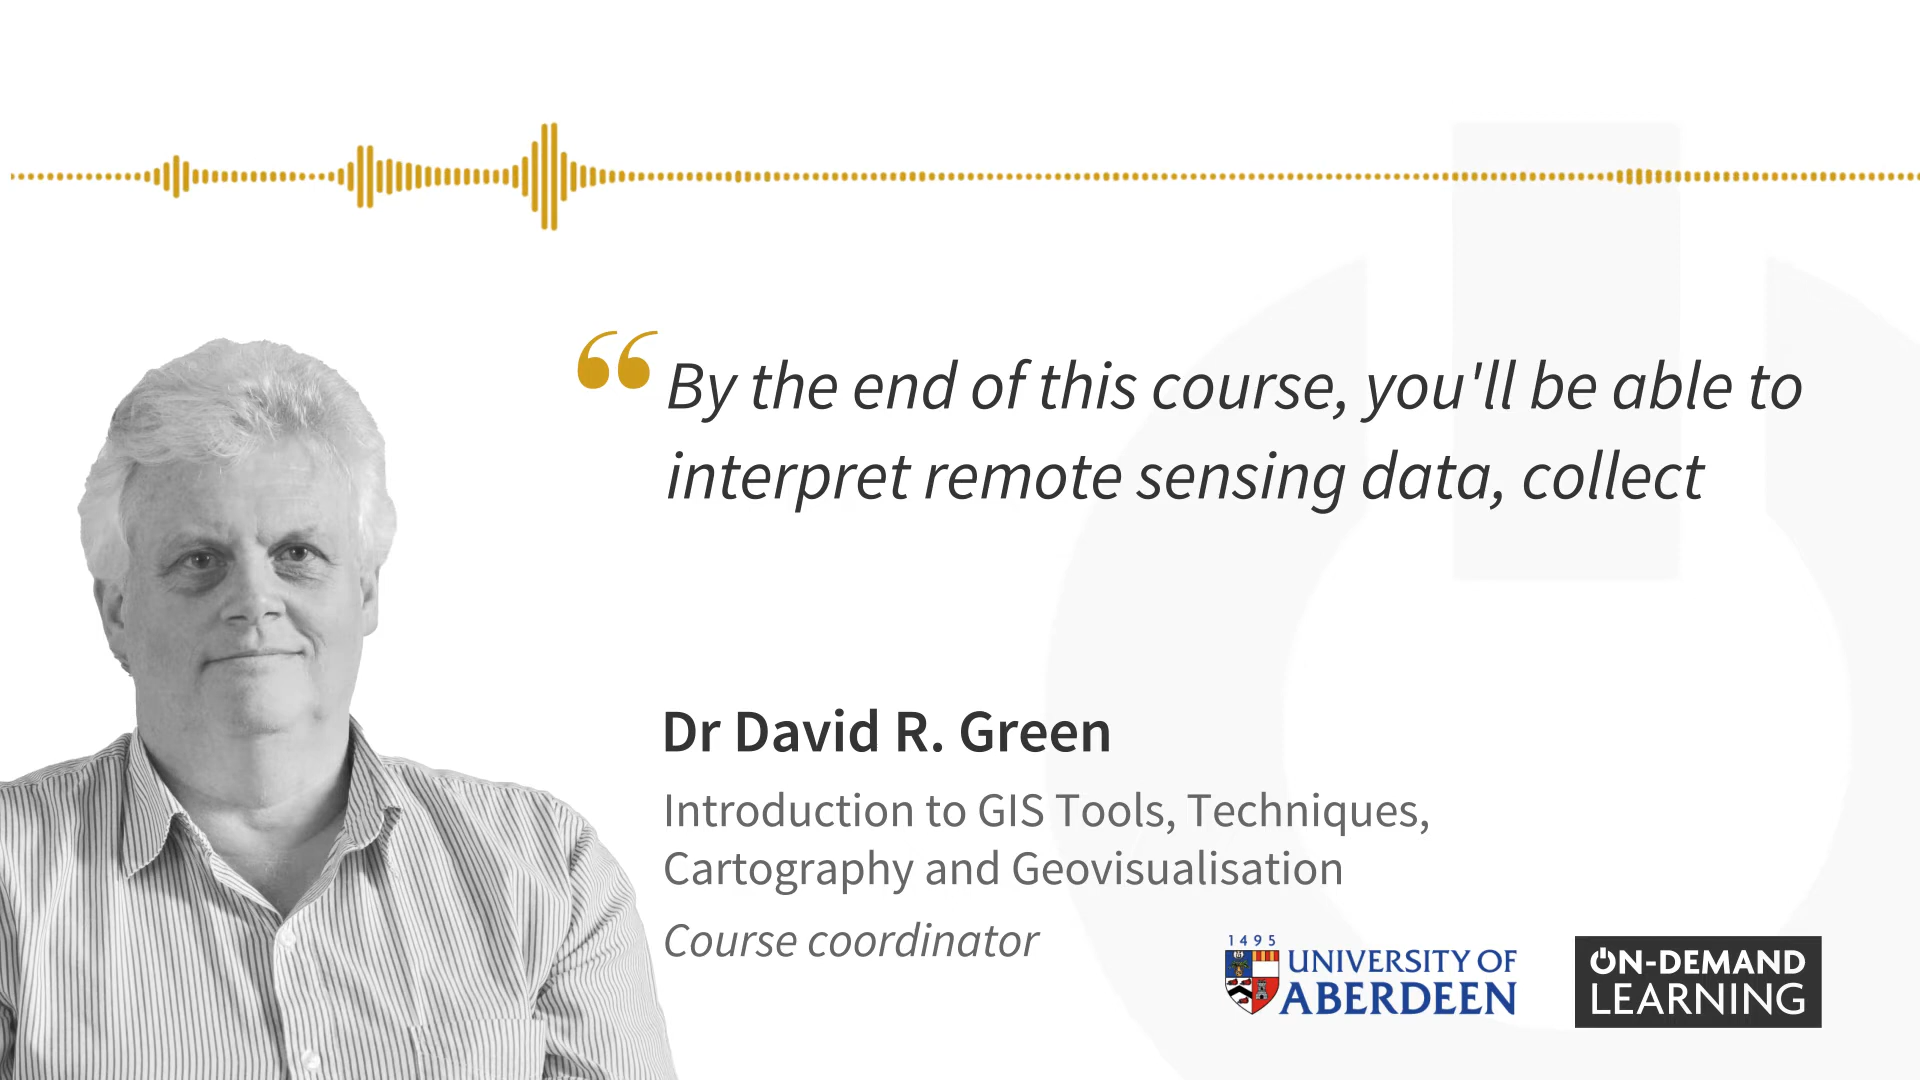 “By the end of this course, you'll be able to
interpret remote sensing data, collect
Dr David R. Green
Introduction to GIS Tools, Techniques,
Cartography and Geovisualisation
Course coordinator
1495
UNIVERSITY OF
ABERDEEN
ON-DEMAND
LEARNING